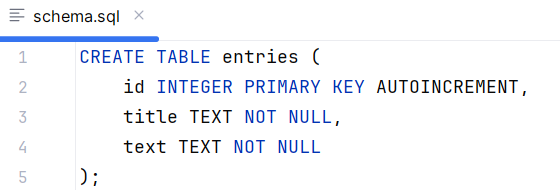 schema.sql
1 CREATE TABLE entries (
2 id INTEGER PRIMARY KEY AUTOINCREMENT,
3 title TEXT NOT NULL,
4 text TEXT NOT NULL
5 );